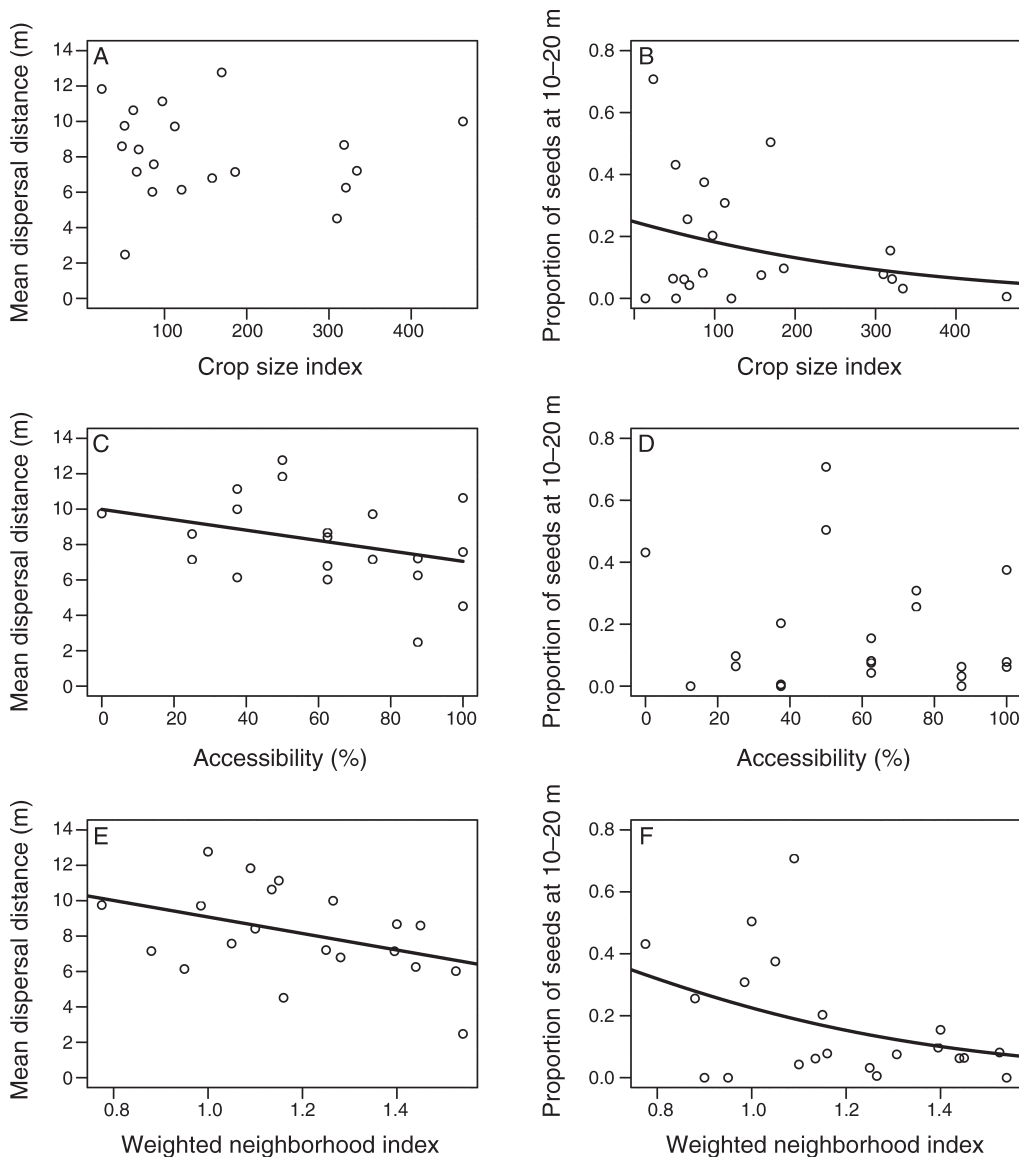 A
Mean dispersal distance (m)
14
12
10
8
6
4
2
0
100 200 300 400
Crop size index
B
Proportion of seeds at 10–20 m
0.8
0.6
0.4
0.2
0.0
100 200 300 400
Crop size index
C
Mean dispersal distance (m)
14
12
10
8
6
4
2
0
0 20 40 60 80 100
Accessibility (%)
D
Proportion of seeds at 10–20 m
0.8
0.6
0.4
0.2
0.0
0 20 40 60 80 100
Accessibility (%)
E
Mean dispersal distance (m)
14
12
10
8
6
4
2
0
0.8 1.0 1.2 1.4
Weighted neighborhood index
F
Proportion of seeds at 10–20 m
0.8
0.6
0.4
0.2
0.0
0.8 1.0 1.2 1.4
Weighted neighborhood index